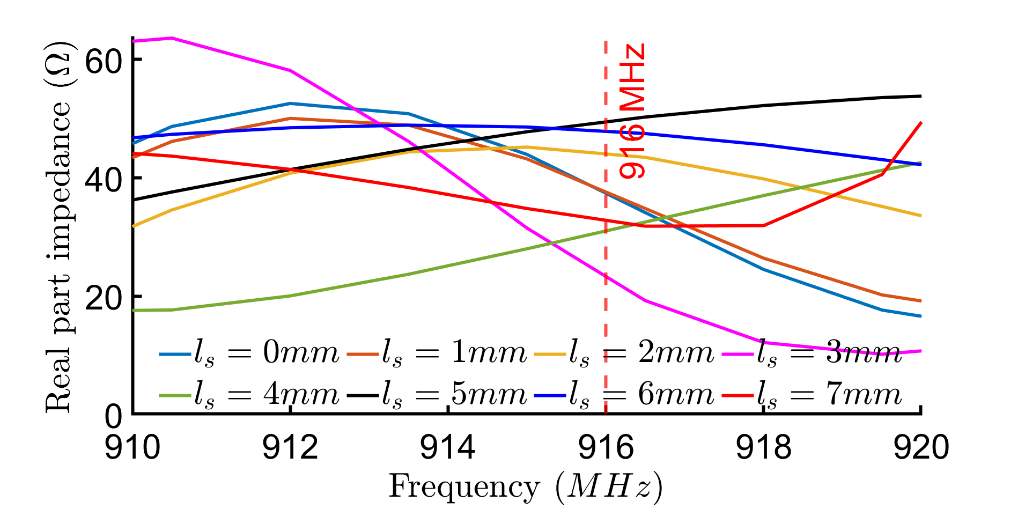 Real part impedance (Ω)
60
40
20
0
916 MHz
l_s = 0mm l_s = 1mm l_s = 2mm l_s = 3mm
l_s = 4mm l_s = 5mm l_s = 6mm l_s = 7mm
910 912 914 916 918 920
Frequency (MHz)